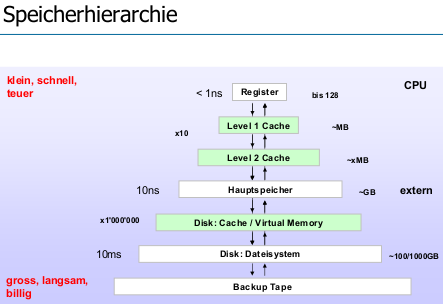 Speicherhierarchie
klein, schnell,
teuer
CPU
< 1ns
Register
bis 128
Level 1 Cache
~MB
x10
Level 2 Cache
~xMB
10ns
Hauptspeicher
~GB
extern
x1'000'000
Disk: Cache / Virtual Memory
10ms
Disk: Dateisystem
~100/1000GB
gross, langsam,
billig
Backup Tape